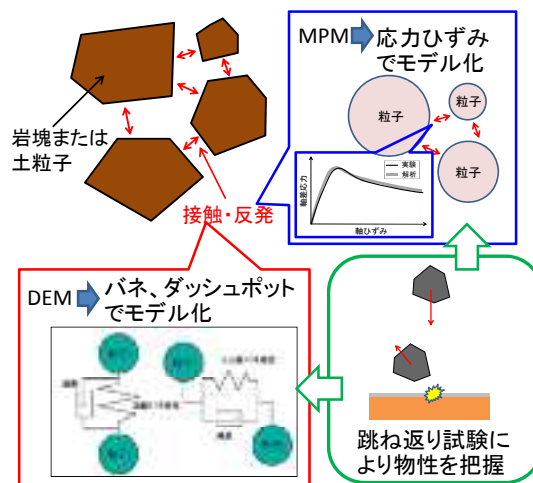 MPM
応力ひずみ
でモデル化
粒子
粒子
粒子
岩塊または
土粒子
接触・反発
実験
解析
軸差応力
軸ひずみ
DEM
バネ、ダッシュポット
でモデル化
跳ね返り試験に
より物性を把握